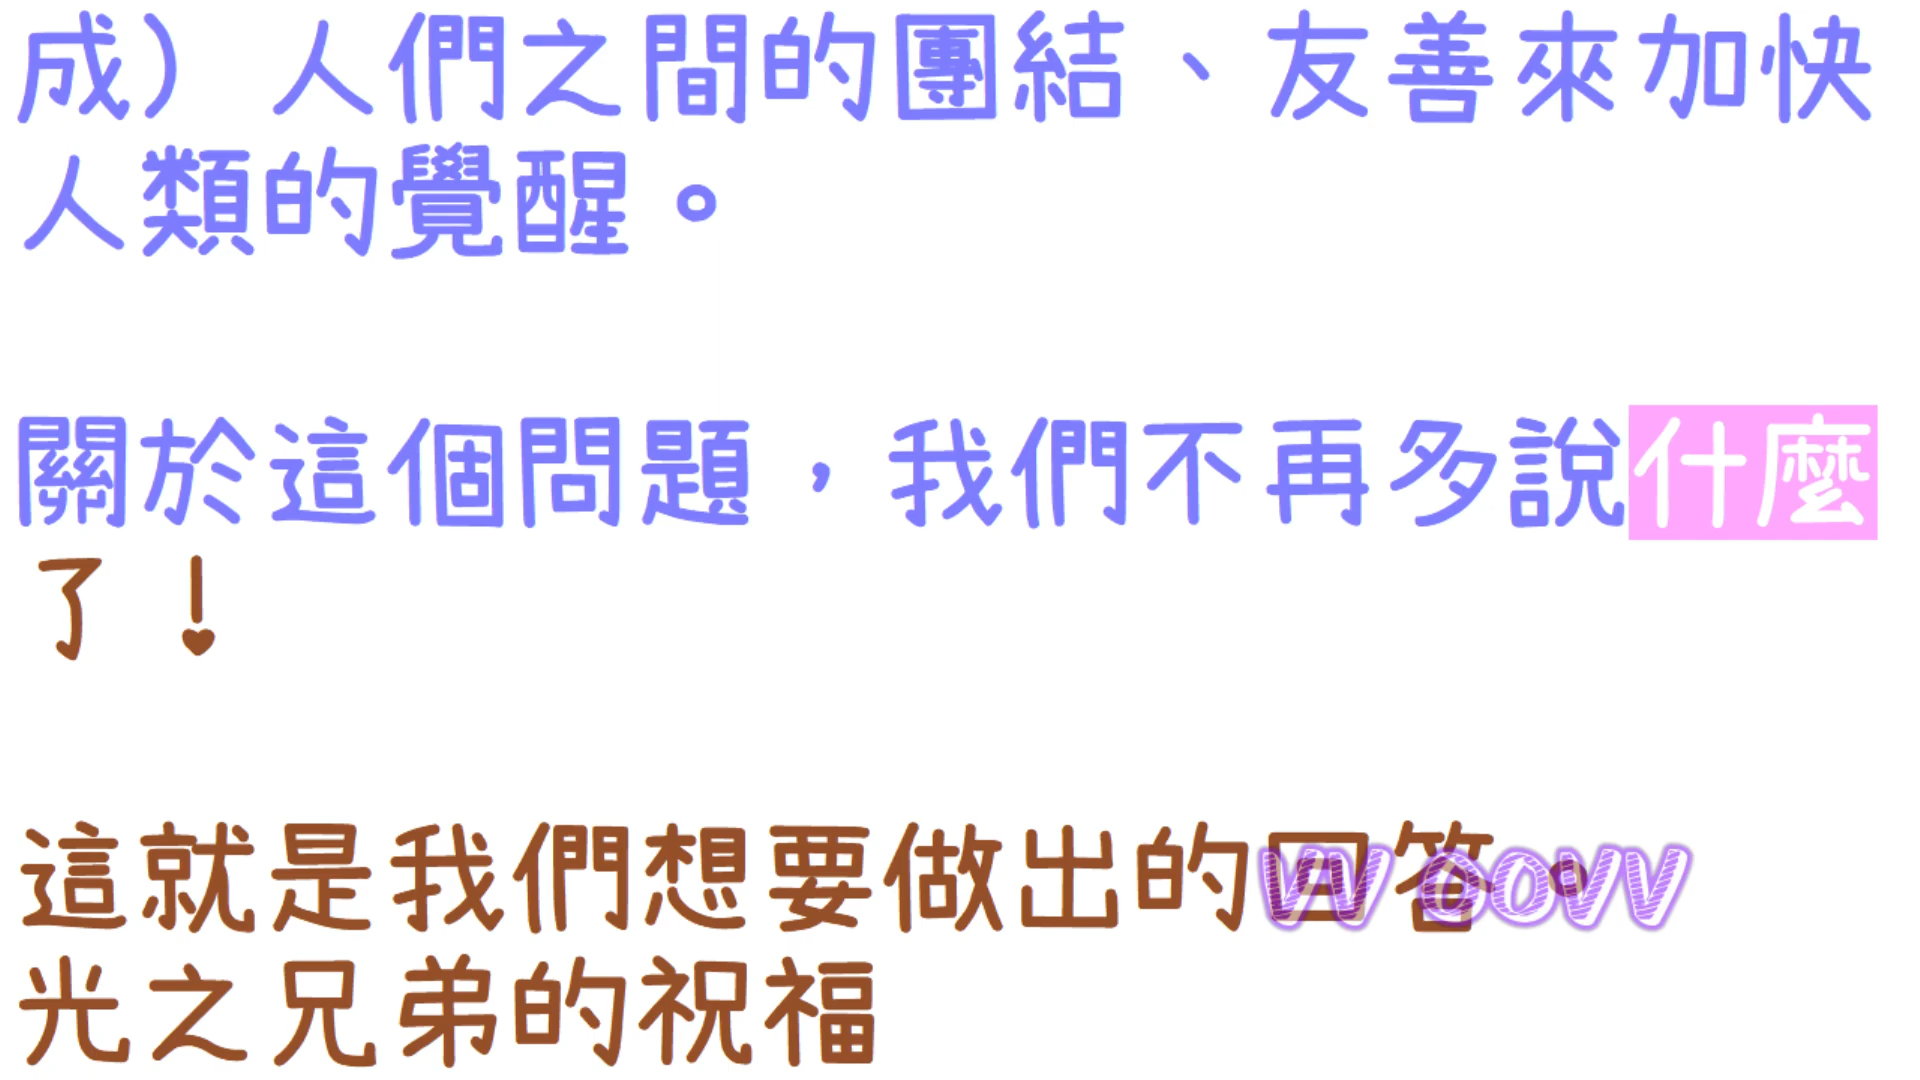 成）人們之間的團結、友善來加快
人類的覺醒。
關於這個問題，我們不再多說什麼
了！
這就是我們想要做出的回答。
光之兄弟的祝福